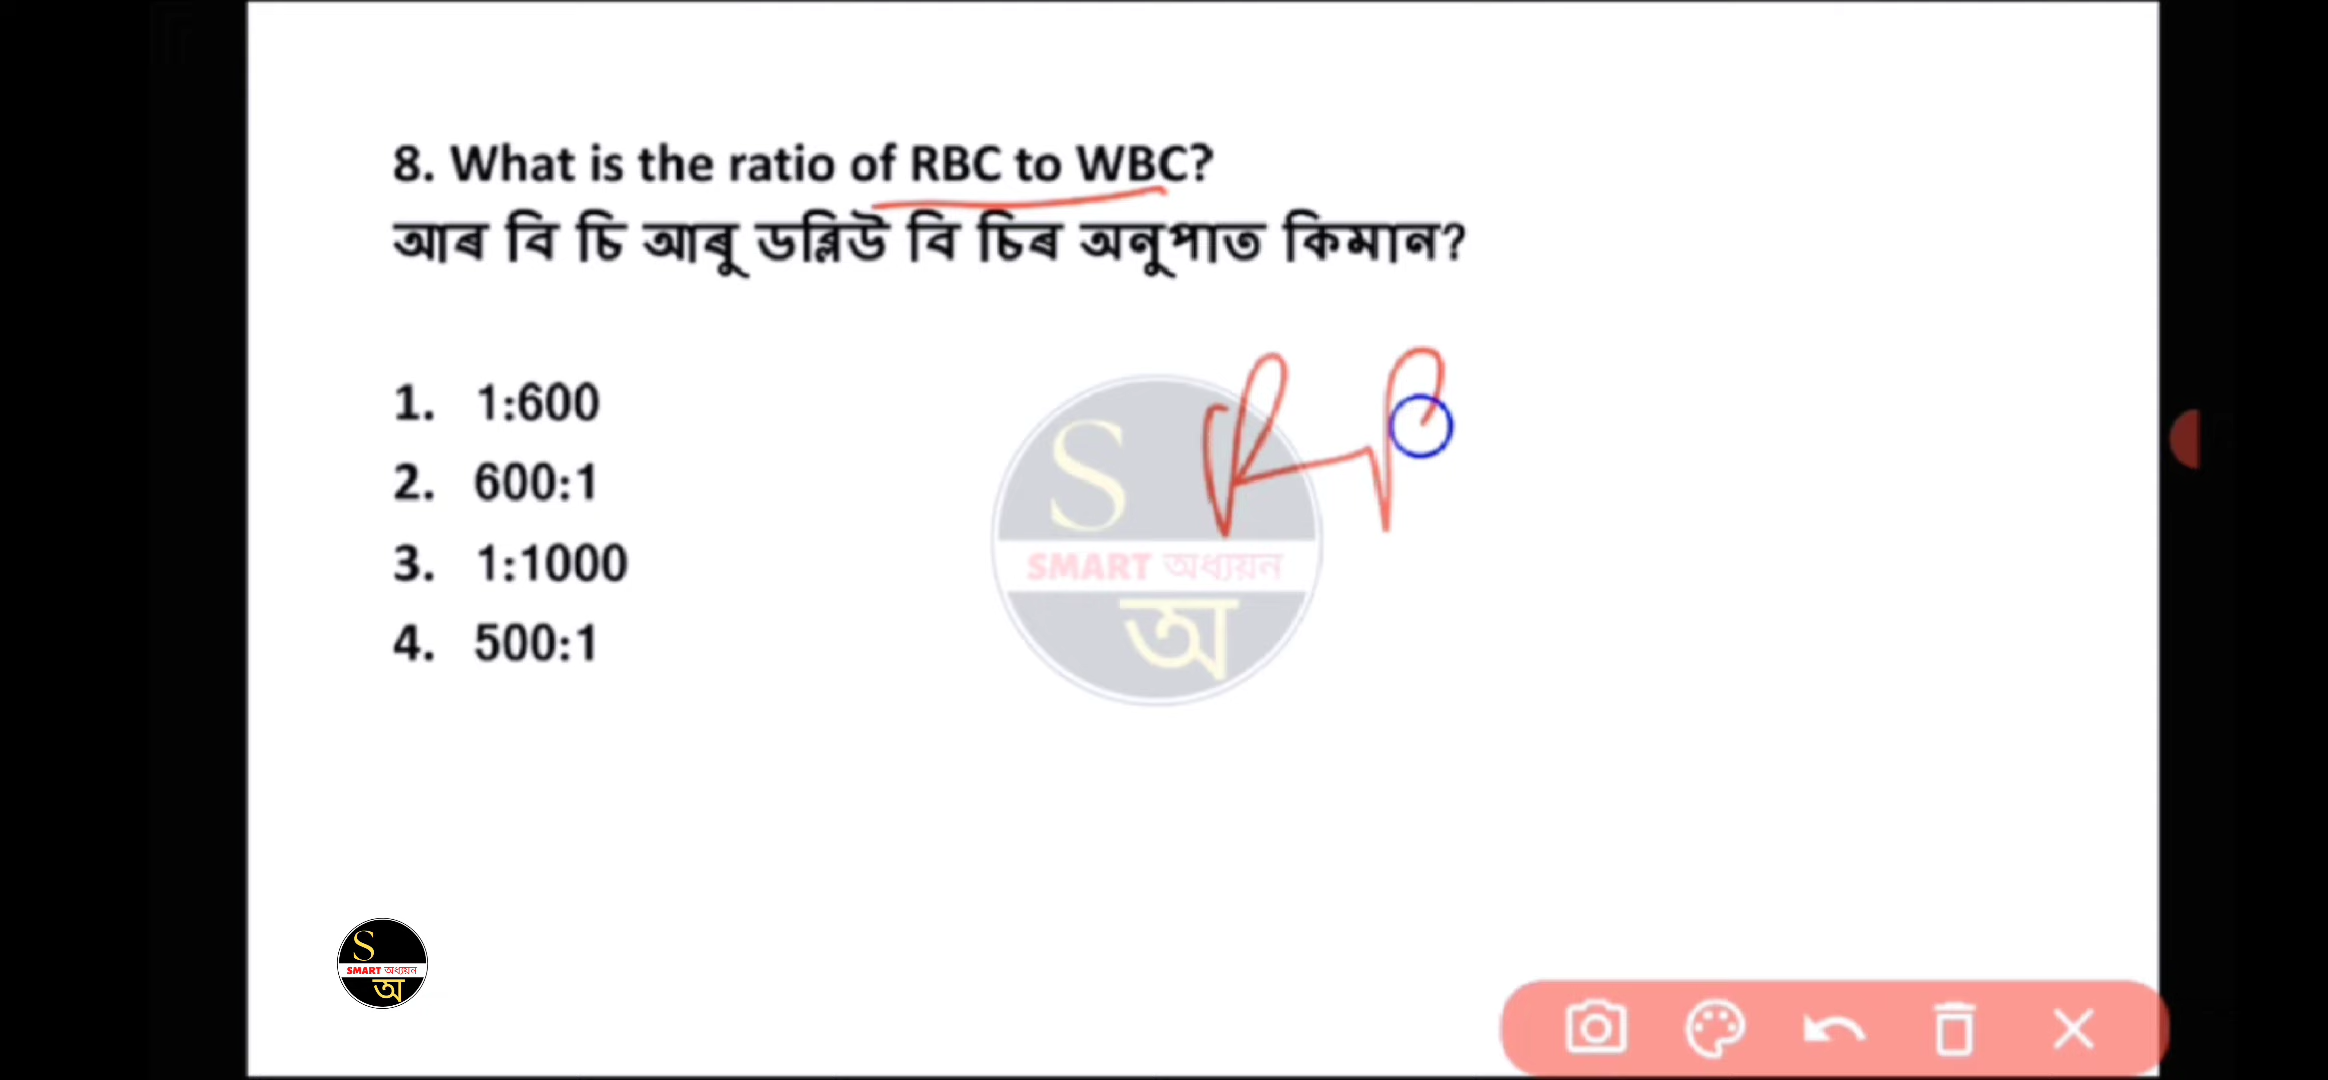 8. What is the ratio of RBC to WBC?
আৰ বি চি আৰু ডব্লিউ বি চিৰ অনুপাত কিমান?
1. 1:600
2. 600:1
3. 1:1000
4. 500:1
R B
S
SMART অধ্যয়ন
অ
S
SMART অধ্যয়ন
অ